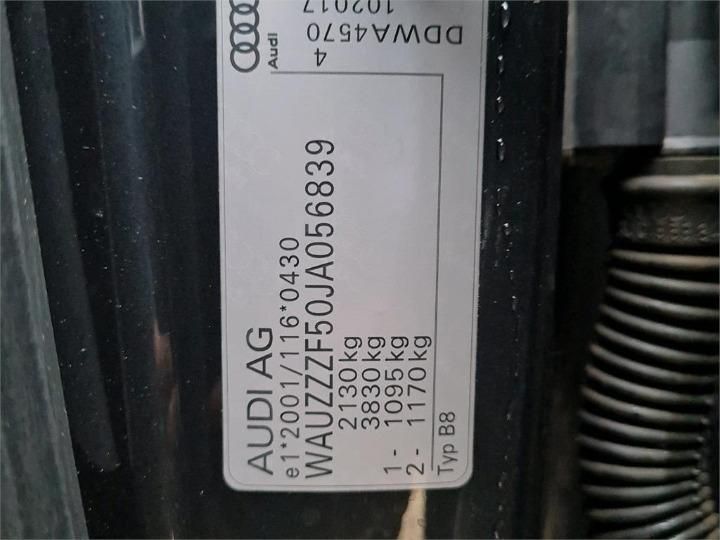 AUDI AG
e1*2001/116*0430
WAUZZZF50JA056839
2130 kg
3830 kg
1- 1095 kg
2- 1170 kg
Typ B8
Audi
4
DDWA4570
102017